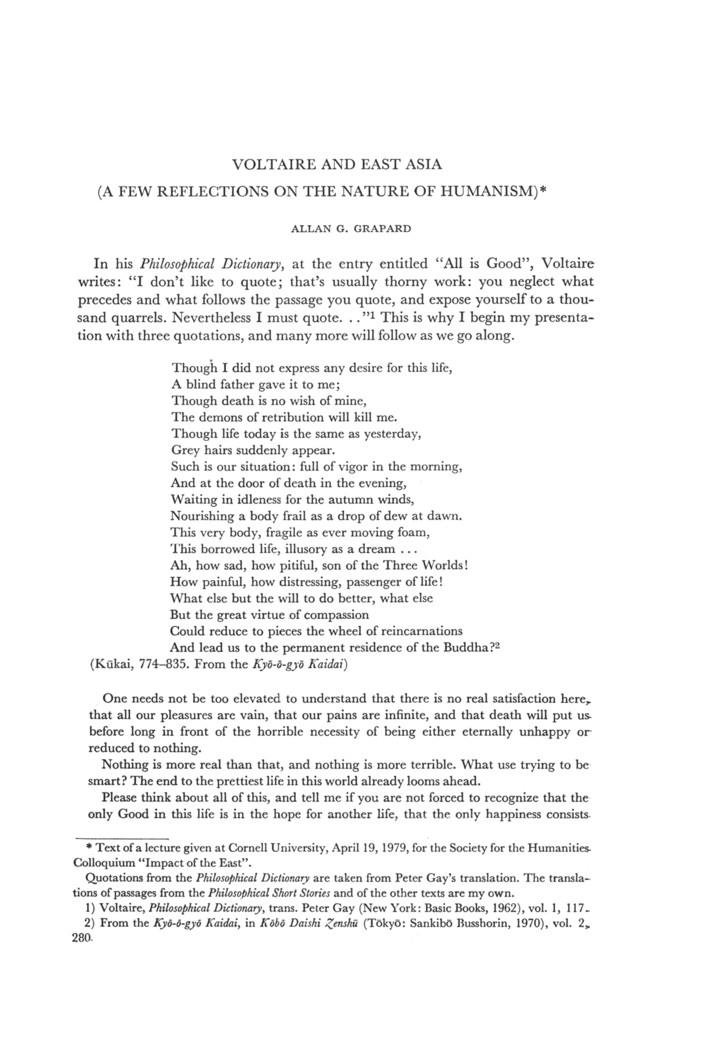 VOLTAIRE AND EAST ASIA
(A FEW REFLECTIONS ON THE NATURE OF HUMANISM)*
ALLAN G. GRAPARD
In his Philosophical Dictionary, at the entry entitled “All is Good”, Voltaire
writes: “I don’t like to quote; that’s usually thorny work: you neglect what
precedes and what follows the passage you quote, and expose yourself to a thou-
sand quarrels. Nevertheless I must quote. . .”1 This is why I begin my presenta-
tion with three quotations, and many more will follow as we go along.
Though I did not express any desire for this life,
A blind father gave it to me;
Though death is no wish of mine,
The demons of retribution will kill me.
Though life today is the same as yesterday,
Grey hairs suddenly appear.
Such is our situation: full of vigor in the morning,
And at the door of death in the evening,
Waiting in idleness for the autumn winds,
Nourishing a body frail as a drop of dew at dawn.
This very body, fragile as ever moving foam,
This borrowed life, illusory as a dream ...
Ah, how sad, how pitiful, son of the Three Worlds!
How painful, how distressing, passenger of life!
What else but the will to do better, what else
But the great virtue of compassion
Could reduce to pieces the wheel of reincarnations
And lead us to the permanent residence of the Buddha?2
(Kūkai, 774–835. From the Kyō-ō-gyō Kaidai)
One needs not be too elevated to understand that there is no real satisfaction here,
that all our pleasures are vain, that our pains are infinite, and that death will put us
before long in front of the horrible necessity of being either eternally unhappy or
reduced to nothing.
Nothing is more real than that, and nothing is more terrible. What use trying to be
smart? The end to the prettiest life in this world already looms ahead.
Please think about all of this, and tell me if you are not forced to recognize that the
only Good in this life is in the hope for another life, that the only happiness consists
* Text of a lecture given at Cornell University, April 19, 1979, for the Society for the Humanities
Colloquium “Impact of the East”.
Quotations from the Philosophical Dictionary are taken from Peter Gay’s translation. The transla-
tions of passages from the Philosophical Short Stories and of the other texts are my own.
1) Voltaire, Philosophical Dictionary, trans. Peter Gay (New York: Basic Books, 1962), vol. 1, 117.
2) From the Kyō-ō-gyō Kaidai, in Kōbō Daishi Zenshū (Tōkyō: Sankibō Busshorin, 1970), vol. 2,
280.